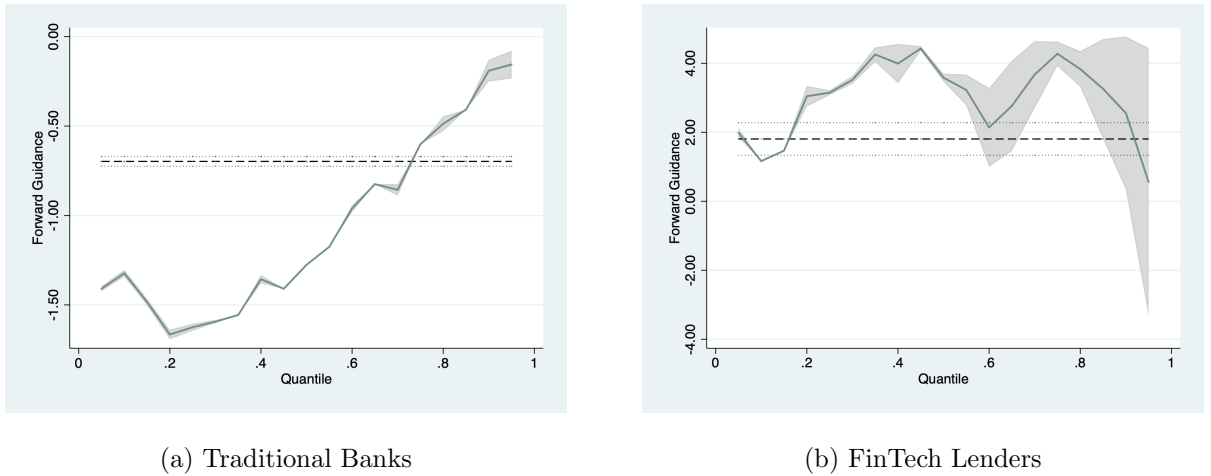 0.00
-0.50
-1.00
-1.50
Forward Guidance
0 .2 .4 .6 .8 1
Quantile
(a) Traditional Banks
4.00
2.00
0.00
-2.00
-4.00
Forward Guidance
0 .2 .4 .6 .8 1
Quantile
(b) FinTech Lenders